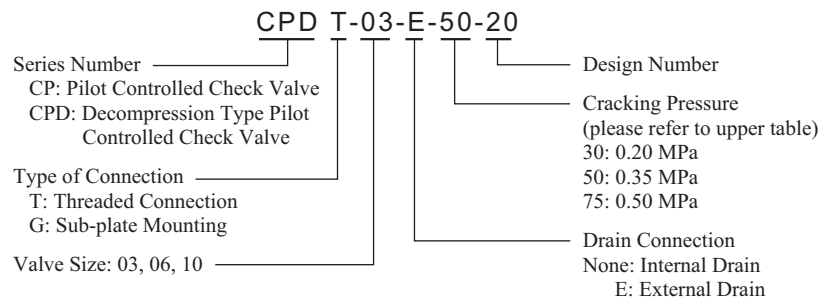 CPD T-03-E-50-20
Series Number
CP: Pilot Controlled Check Valve
CPD: Decompression Type Pilot
Controlled Check Valve
Type of Connection
T: Threaded Connection
G: Sub-plate Mounting
Valve Size: 03, 06, 10
Design Number
Cracking Pressure
(please refer to upper table)
30: 0.20 MPa
50: 0.35 MPa
75: 0.50 MPa
Drain Connection
None: Internal Drain
E: External Drain